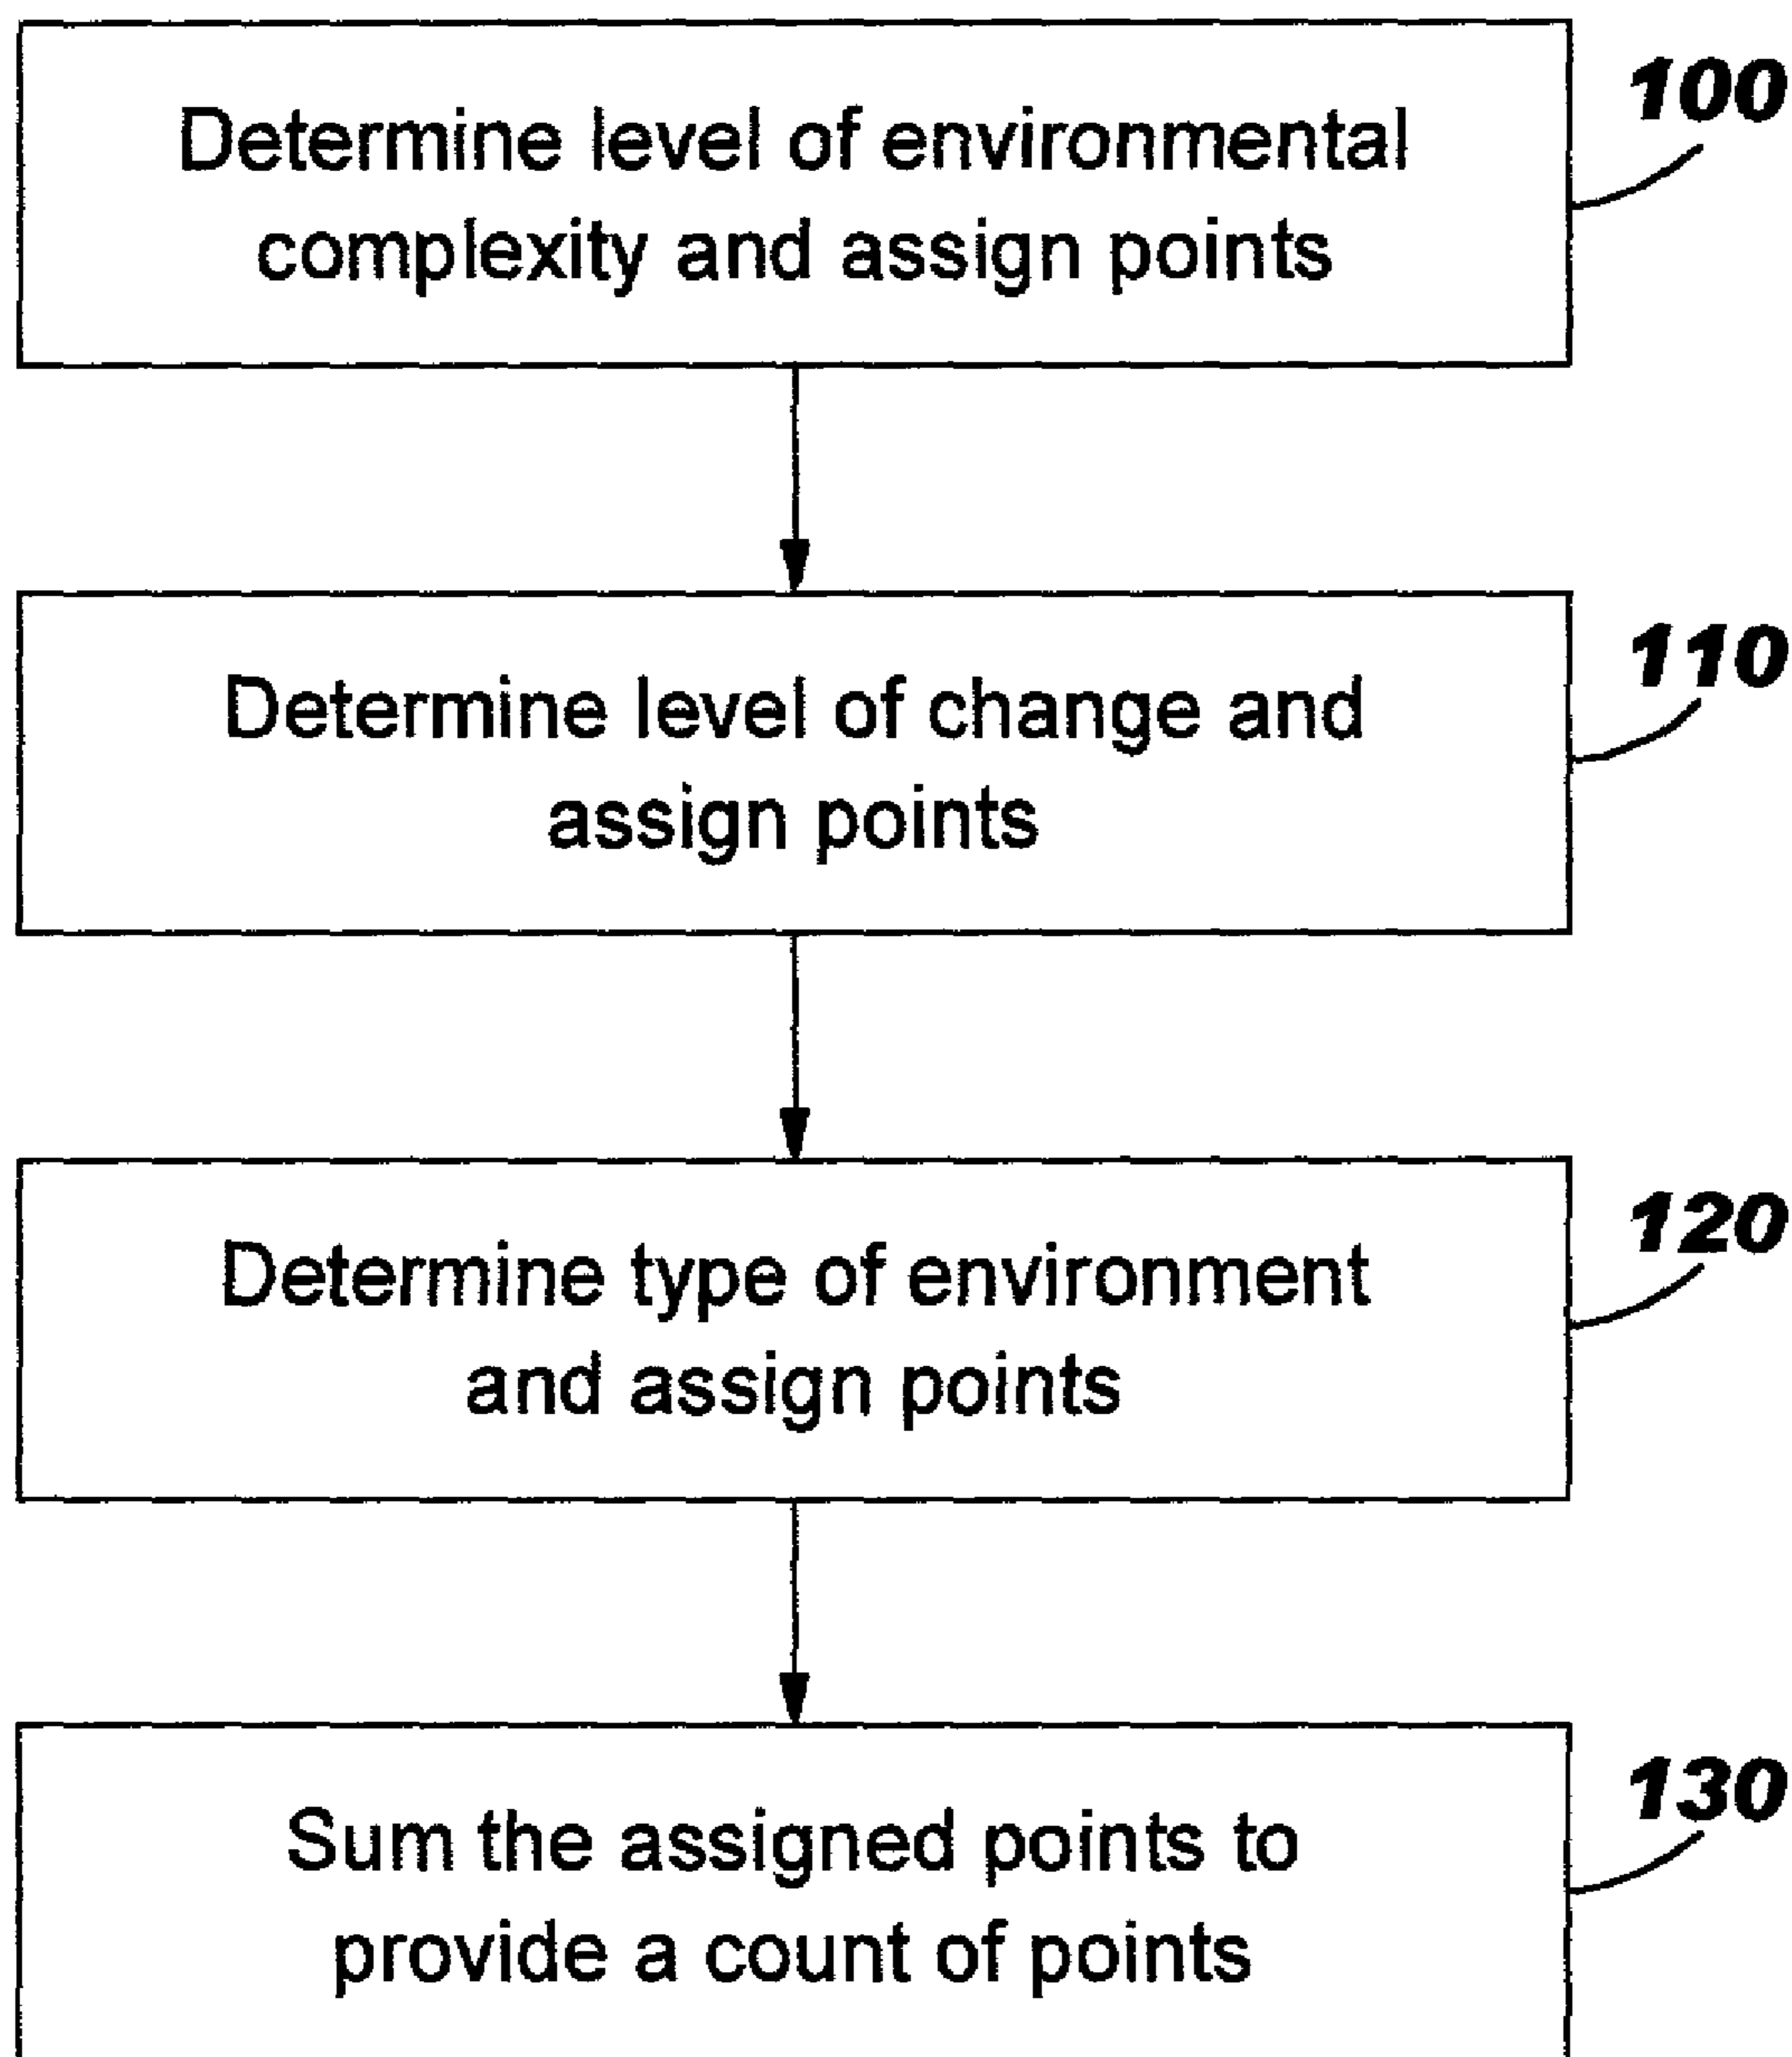 Determine level of environmental
complexity and assign points
100
Determine level of change and
assign points
110
Determine type of environment
and assign points
120
Sum the assigned points to
provide a count of points
130